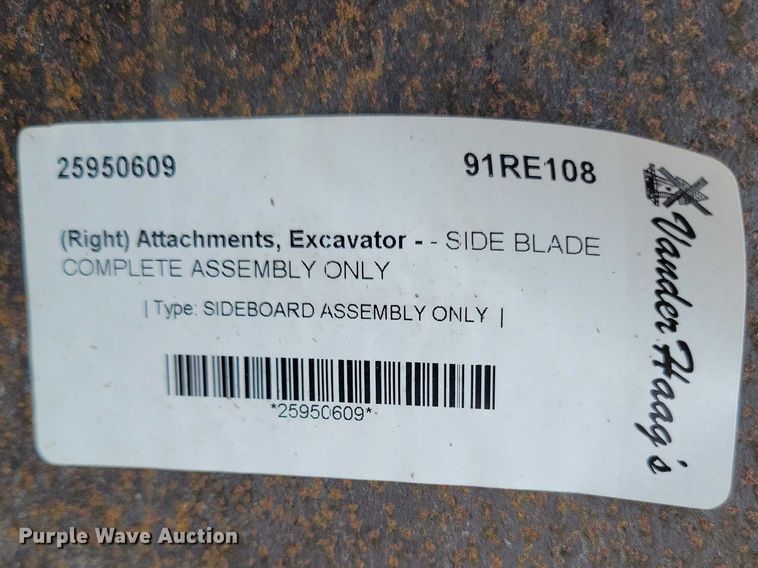 25950609 91RE108
(Right) Attachments, Excavator - - SIDE BLADE
COMPLETE ASSEMBLY ONLY
| Type: SIDEBOARD ASSEMBLY ONLY |
*25950609*
Vander Haag's
Purple Wave Auction®